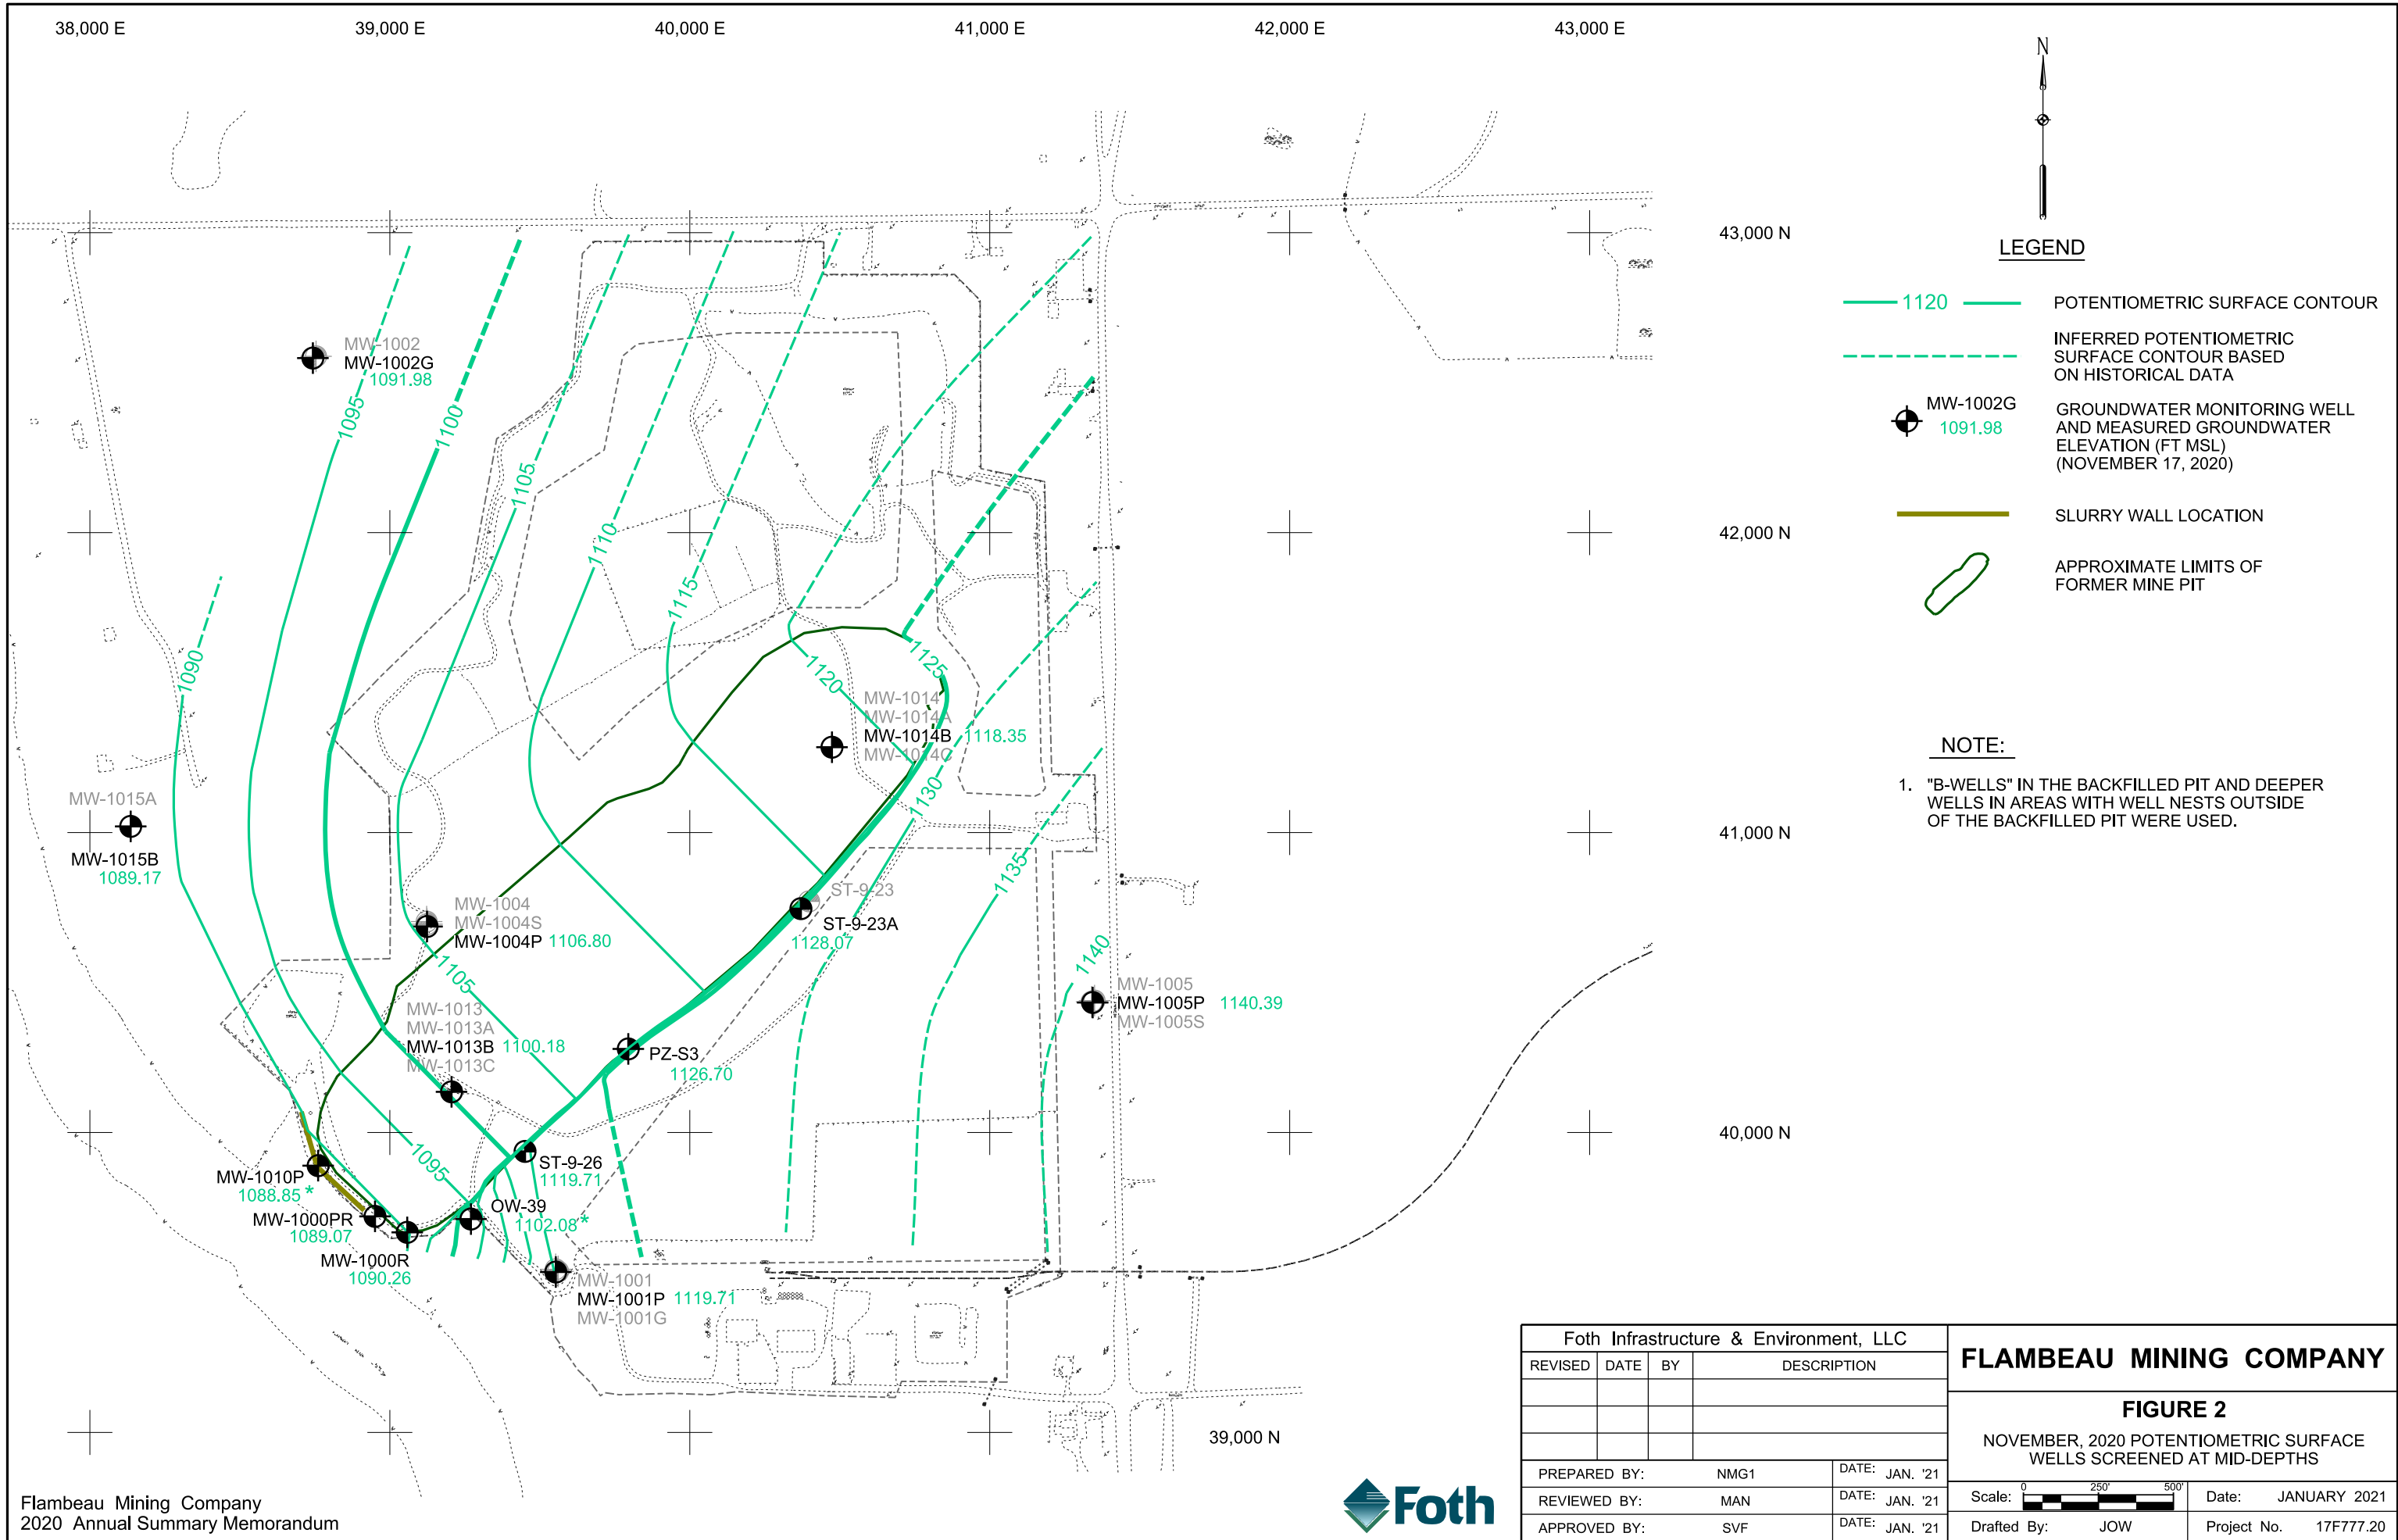 38,000 E
39,000 E
40,000 E
41,000 E
42,000 E
43,000 E
N
43,000 N
42,000 N
41,000 N
40,000 N
39,000 N
LEGEND
1120
POTENTIOMETRIC SURFACE CONTOUR
INFERRED POTENTIOMETRIC
SURFACE CONTOUR BASED
ON HISTORICAL DATA
MW-1002G
1091.98
GROUNDWATER MONITORING WELL
AND MEASURED GROUNDWATER
ELEVATION (FT MSL)
(NOVEMBER 17, 2020)
SLURRY WALL LOCATION
APPROXIMATE LIMITS OF
FORMER MINE PIT
NOTE:
1. "B-WELLS" IN THE BACKFILLED PIT AND DEEPER
WELLS IN AREAS WITH WELL NESTS OUTSIDE
OF THE BACKFILLED PIT WERE USED.
MW-1002
MW-1002G
1091.98
1095
1100
1105
1110
1115
1090
1120
1125
MW-1014
MW-1014A
MW-1014B 1118.35
MW-1014C
1130
1135
1140
MW-1015A
MW-1015B
1089.17
MW-1004
MW-1004S
MW-1004P 1106.80
1105
ST-9-23
ST-9-23A
1128.07
MW-1005
MW-1005P 1140.39
MW-1005S
MW-1013
MW-1013A
MW-1013B 1100.18
MW-1013C
PZ-S3
1126.70
1095
ST-9-26
1119.71
MW-1010P
1088.85 *
OW-39
1102.08 *
MW-1000PR
1089.07
MW-1000R
1090.26
MW-1001
MW-1001P 1119.71
MW-1001G
Flambeau Mining Company
2020 Annual Summary Memorandum
Foth
Foth Infrastructure & Environment, LLC
REVISED DATE BY DESCRIPTION
PREPARED BY: NMG1 DATE: JAN. '21
REVIEWED BY: MAN DATE: JAN. '21
APPROVED BY: SVF DATE: JAN. '21
FLAMBEAU MINING COMPANY
FIGURE 2
NOVEMBER, 2020 POTENTIOMETRIC SURFACE
WELLS SCREENED AT MID-DEPTHS
Scale: 0 250' 500'
Date: JANUARY 2021
Drafted By: JOW
Project No. 17F777.20